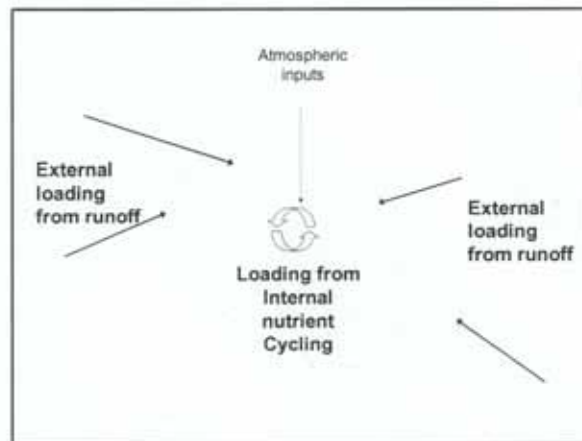 Atmospheric
inputs
External
loading
from runoff
External
loading
from runoff
Loading from
Internal
nutrient
Cycling